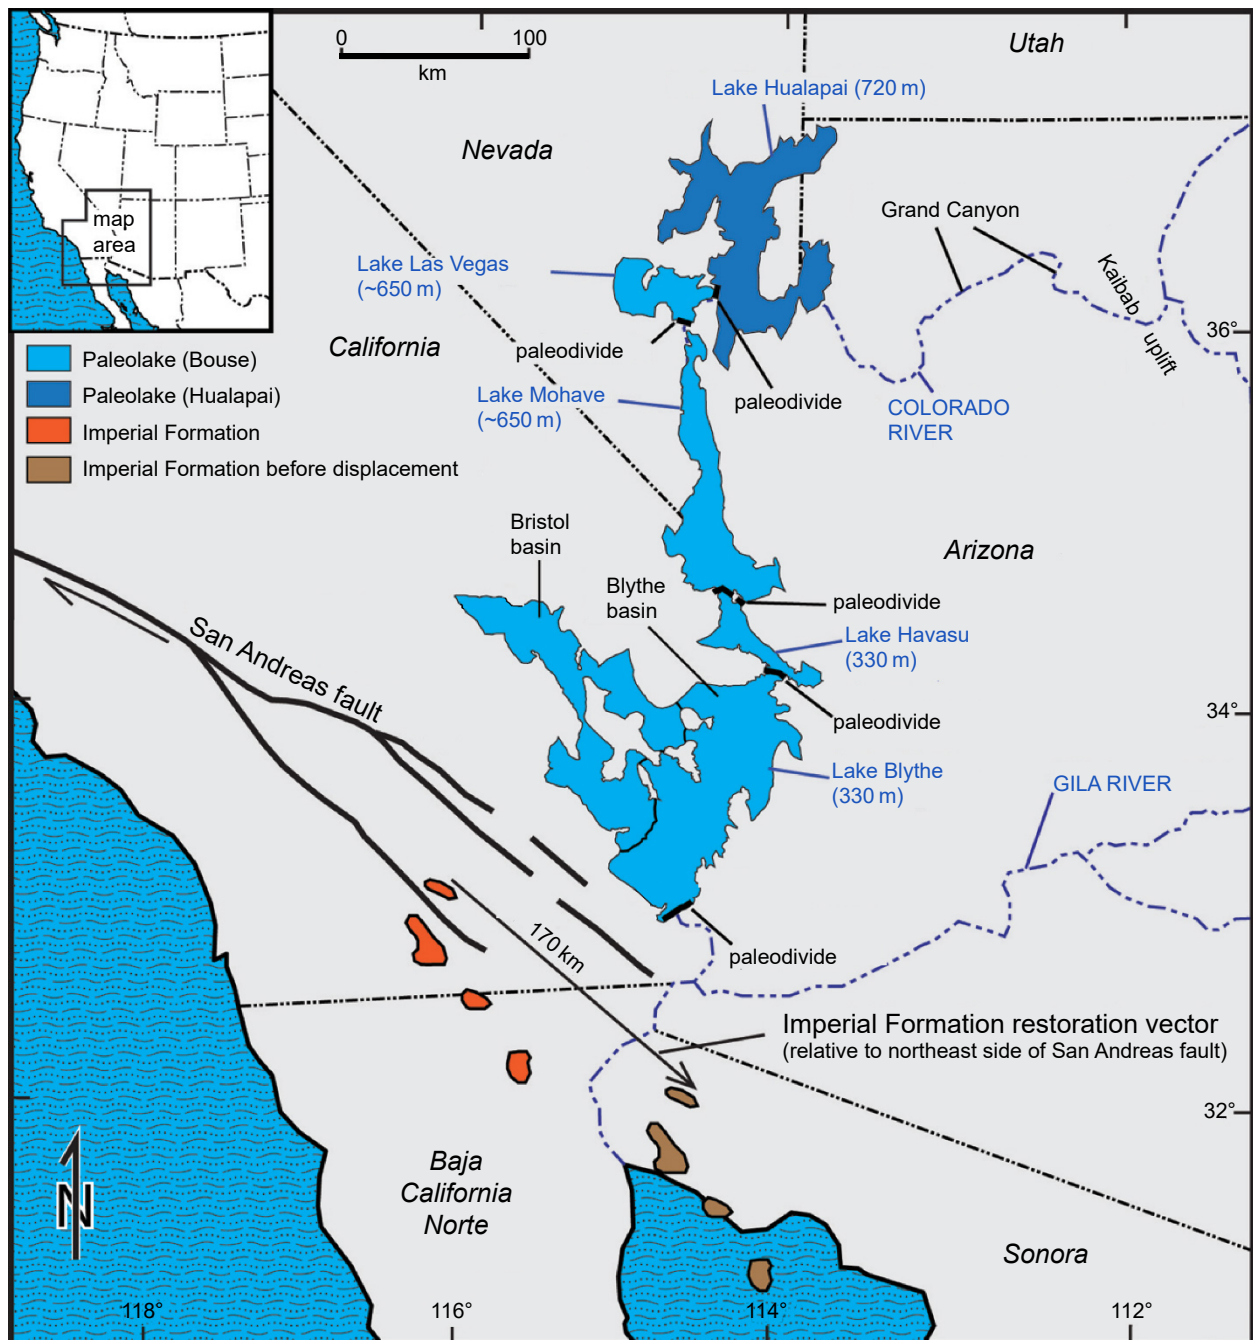 map
area
0
100
km
Utah
Lake Hualapai (720 m)
Nevada
Grand Canyon
Kaibab
uplift
Lake Las Vegas
(~650 m)
36°
California
paleodivide
Paleolake (Bouse)
Paleolake (Hualapai)
Imperial Formation
Imperial Formation before displacement
Lake Mohave
(~650 m)
paleodivide
COLORADO
RIVER
Bristol
basin
Arizona
Blythe
basin
paleodivide
San Andreas fault
Lake Havasu
(330 m)
paleodivide
34°
Lake Blythe
(330 m)
GILA RIVER
170 km
paleodivide
Imperial Formation restoration vector
(relative to northeast side of San Andreas fault)
32°
N
Baja
California
Norte
Sonora
118°
116°
114°
112°